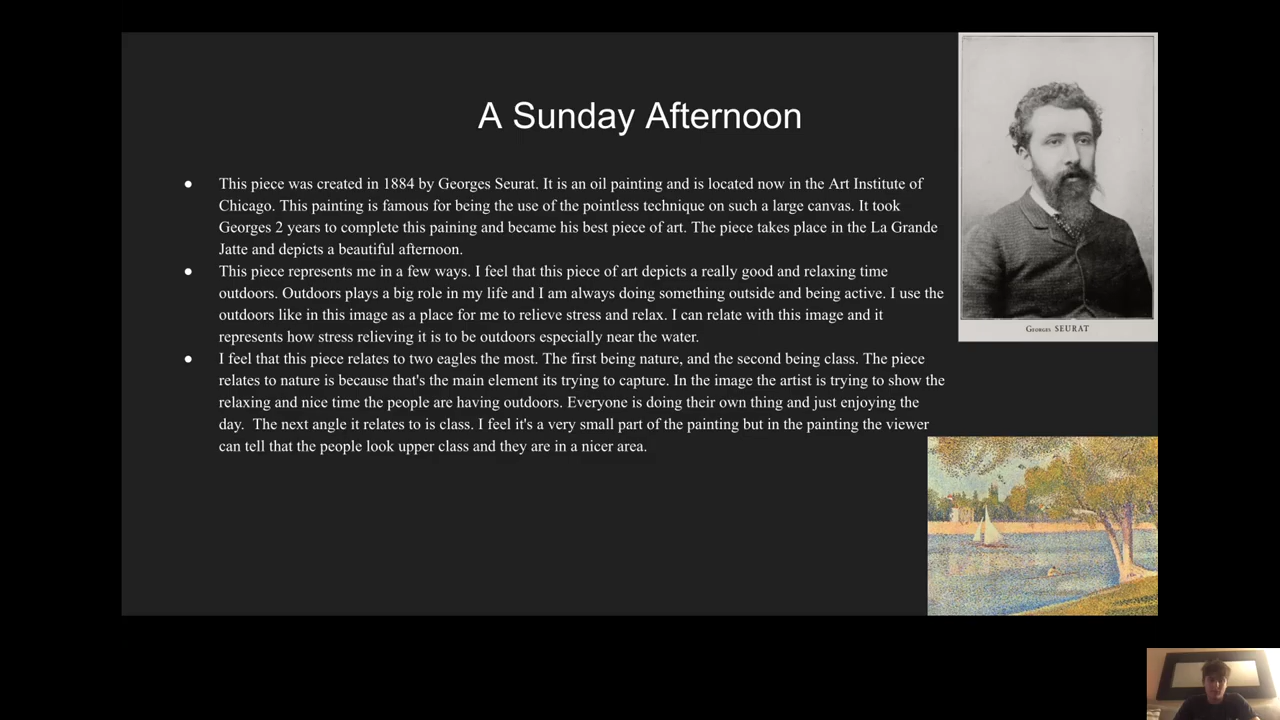 A Sunday Afternoon
● This piece was created in 1884 by Georges Seurat. It is an oil painting and is located now in the Art Institute of
Chicago. This painting is famous for being the use of the pointless technique on such a large canvas. It took
Georges 2 years to complete this paining and became his best piece of art. The piece takes place in the La Grande
Jatte and depicts a beautiful afternoon.
● This piece represents me in a few ways. I feel that this piece of art depicts a really good and relaxing time
outdoors. Outdoors plays a big role in my life and I am always doing something outside and being active. I use the
outdoors like in this image as a place for me to relieve stress and relax. I can relate with this image and it
represents how stress relieving it is to be outdoors especially near the water.
● I feel that this piece relates to two eagles the most. The first being nature, and the second being class. The piece
relates to nature is because that's the main element its trying to capture. In the image the artist is trying to show the
relaxing and nice time the people are having outdoors. Everyone is doing their own thing and just enjoying the
day.  The next angle it relates to is class. I feel it's a very small part of the painting but in the painting the viewer
can tell that the people look upper class and they are in a nicer area.
Georges SEURAT